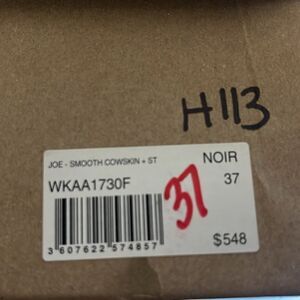 H113
JOE - SMOOTH COWSKIN + ST
NOIR
WKAA1730F
37
37
3 607622 574857
$548